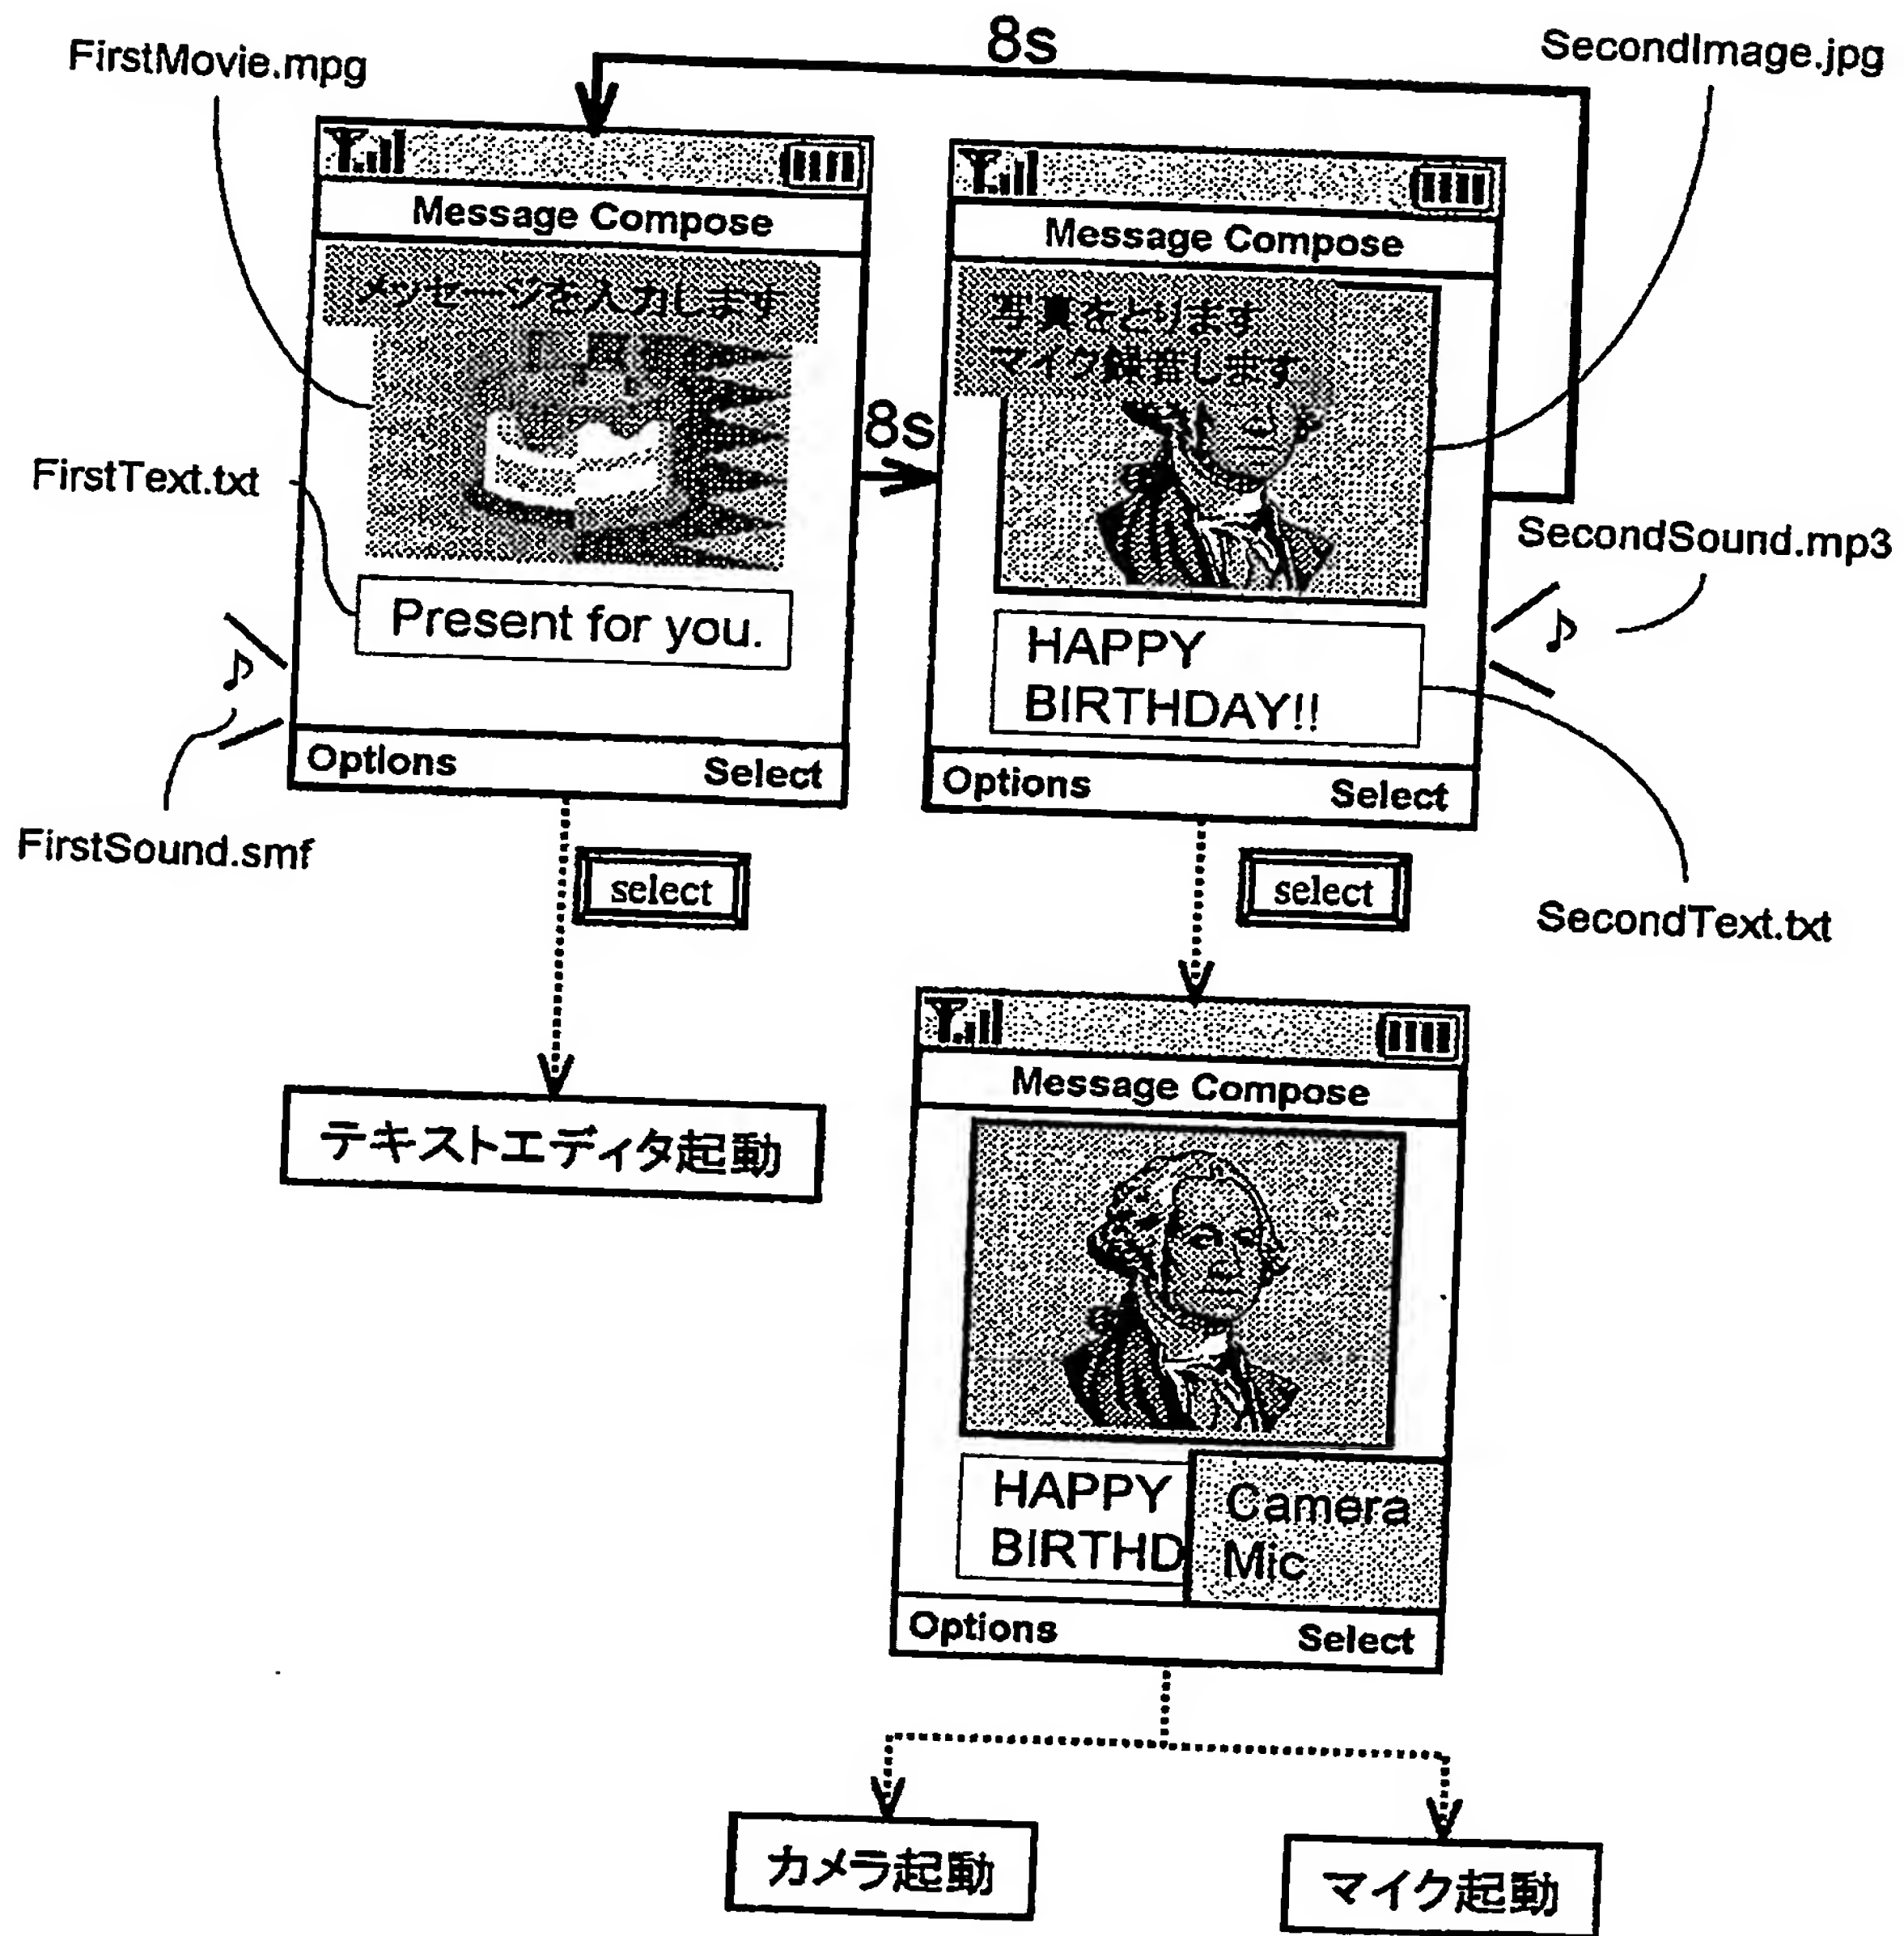 8s
FirstMovie.mpg
SecondImage.jpg
Message Compose
メッセージを入力します
FirstText.txt
Present for you.
Options Select
FirstSound.smf
8s
Message Compose
写真をとります
マイク録音します
HAPPY
BIRTHDAY!!
SecondSound.mp3
Options Select
SecondText.txt
select
select
テキストエディタ起動
Message Compose
HAPPY
BIRTHD
Camera
Mic
Options Select
カメラ起動
マイク起動